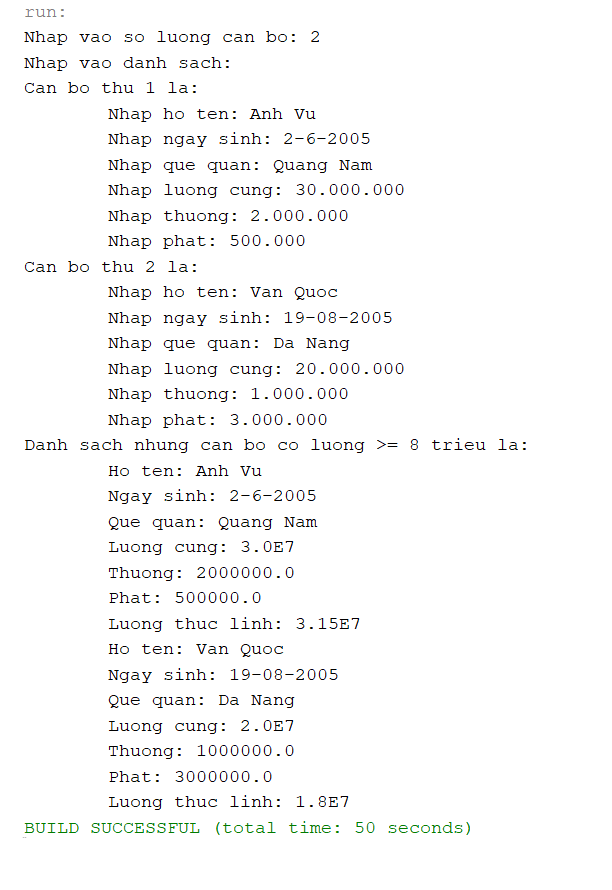 run:
Nhap vao so luong can bo: 2
Nhap vao danh sach:
Can bo thu 1 la:
Nhap ho ten: Anh Vu
Nhap ngay sinh: 2-6-2005
Nhap que quan: Quang Nam
Nhap luong cung: 30.000.000
Nhap thuong: 2.000.000
Nhap phat: 500.000
Can bo thu 2 la:
Nhap ho ten: Van Quoc
Nhap ngay sinh: 19-08-2005
Nhap que quan: Da Nang
Nhap luong cung: 20.000.000
Nhap thuong: 1.000.000
Nhap phat: 3.000.000
Danh sach nhung can bo co luong >= 8 trieu la:
Ho ten: Anh Vu
Ngay sinh: 2-6-2005
Que quan: Quang Nam
Luong cung: 3.0E7
Thuong: 2000000.0
Phat: 500000.0
Luong thuc linh: 3.15E7
Ho ten: Van Quoc
Ngay sinh: 19-08-2005
Que quan: Da Nang
Luong cung: 2.0E7
Thuong: 1000000.0
Phat: 3000000.0
Luong thuc linh: 1.8E7
BUILD SUCCESSFUL (total time: 50 seconds)